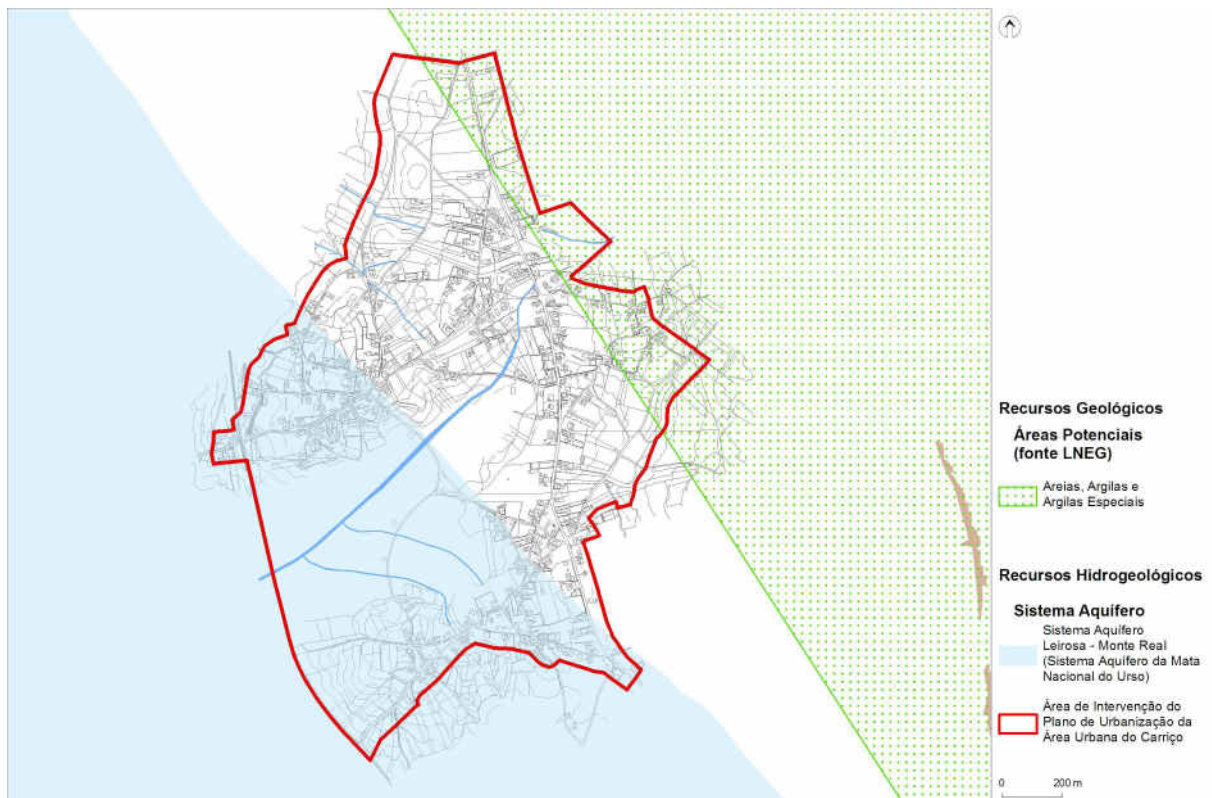 Recursos Geológicos
Áreas Potenciais
(fonte LNEG)
Areias, Argilas e
Argilas Especiais
Recursos Hidrogeológicos
Sistema Aquífero
Sistema Aquífero
Leirosa - Monte Real
(Sistema Aquífero da Mata
Nacional do Urso)
Área de Intervenção do
Plano de Urbanização da
Área Urbana do Carriço
0 200 m